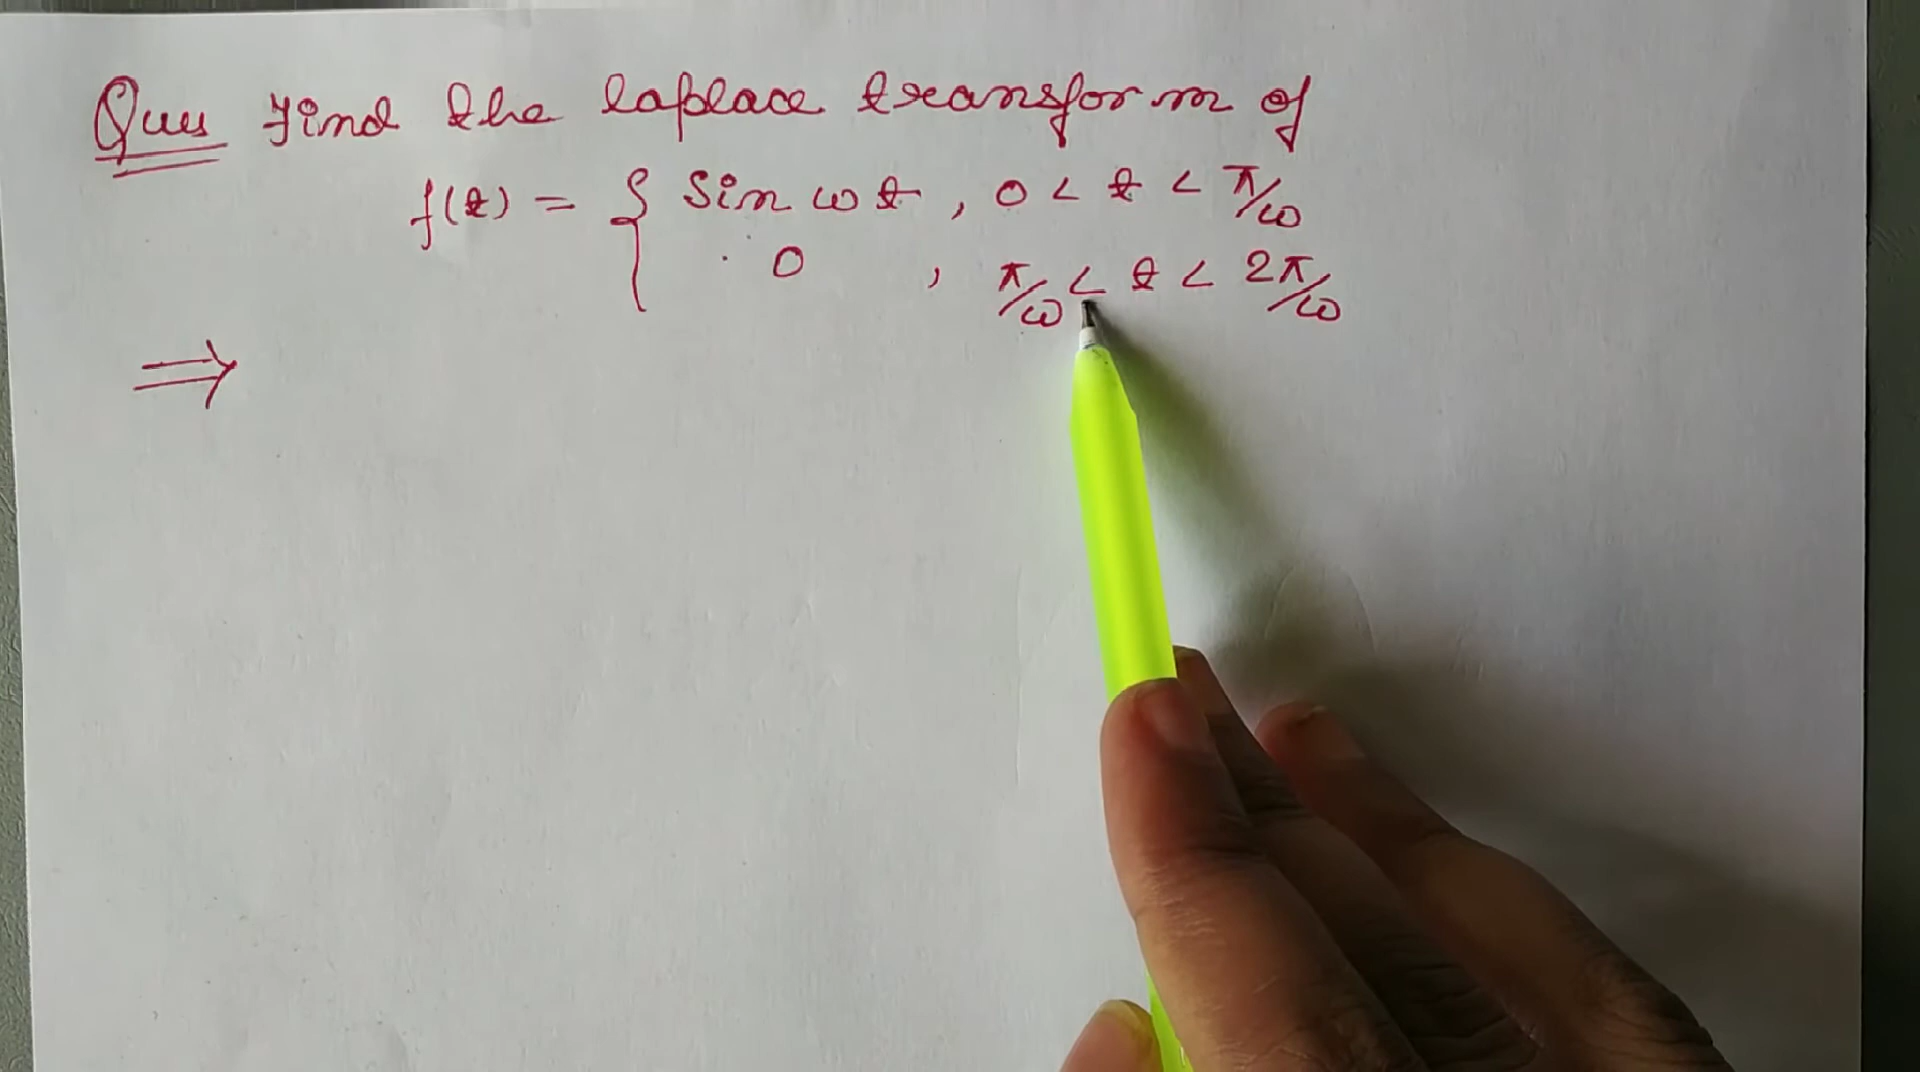 Ques Find the laplace transform of
f(t) = { Sin ωt , 0 < t < π/ω
0 , π/ω < t < 2π/ω
⇒